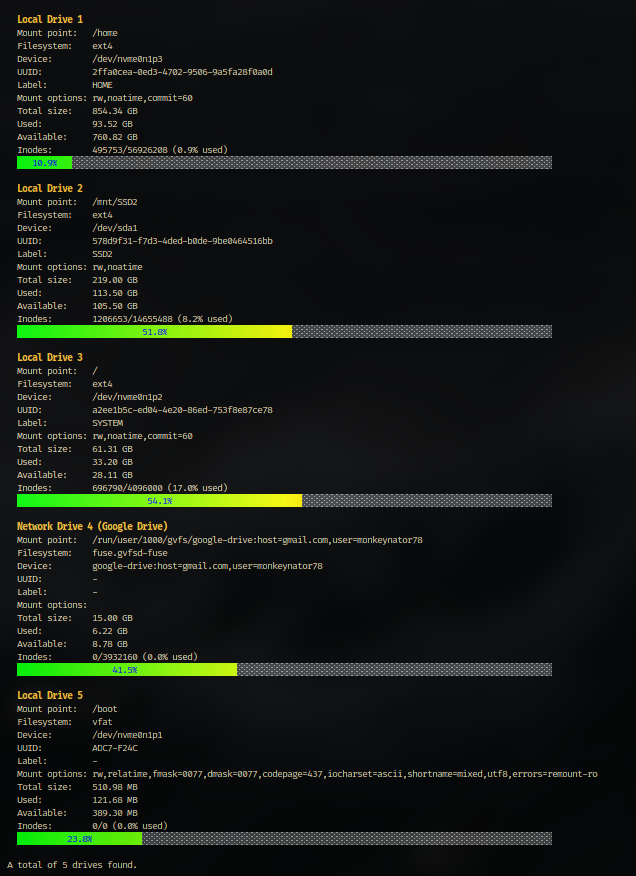 Local Drive 1
Mount point: /home
Filesystem: ext4
Device: /dev/nvme0n1p3
UUID: 2ffa0cea-0ed3-4702-9506-9a5fa28f0a0d
Label: HOME
Mount options: rw,noatime,commit=60
Total size: 854.34 GB
Used: 93.52 GB
Available: 760.82 GB
Inodes: 495753/56926208 (0.9% used)
10.9%
Local Drive 2
Mount point: /mnt/SSD2
Filesystem: ext4
Device: /dev/sda1
UUID: 578d9f31-f7d3-4ded-b0de-9be0464516bb
Label: SSD2
Mount options: rw,noatime
Total size: 219.00 GB
Used: 113.50 GB
Available: 105.50 GB
Inodes: 1206653/14655488 (8.2% used)
51.8%
Local Drive 3
Mount point: /
Filesystem: ext4
Device: /dev/nvme0n1p2
UUID: a2ee1b5c-ed04-4e20-86ed-753f8e87ce78
Label: SYSTEM
Mount options: rw,noatime,commit=60
Total size: 61.31 GB
Used: 33.20 GB
Available: 28.11 GB
Inodes: 696790/4096000 (17.0% used)
54.1%
Network Drive 4 (Google Drive)
Mount point: /run/user/1000/gvfs/google-drive:host=gmail.com,user=monkeynator78
Filesystem: fuse.gvfsd-fuse
Device: google-drive:host=gmail.com,user=monkeynator78
UUID: -
Label: -
Mount options:
Total size: 15.00 GB
Used: 6.22 GB
Available: 8.78 GB
Inodes: 0/3932160 (0.0% used)
41.5%
Local Drive 5
Mount point: /boot
Filesystem: vfat
Device: /dev/nvme0n1p1
UUID: ADC7-F24C
Label: -
Mount options: rw,relatime,fmask=0077,dmask=0077,codepage=437,iocharset=ascii,shortname=mixed,utf8,errors=remount-ro
Total size: 510.98 MB
Used: 121.68 MB
Available: 389.30 MB
Inodes: 0/0 (0.0% used)
23.8%
A total of 5 drives found.